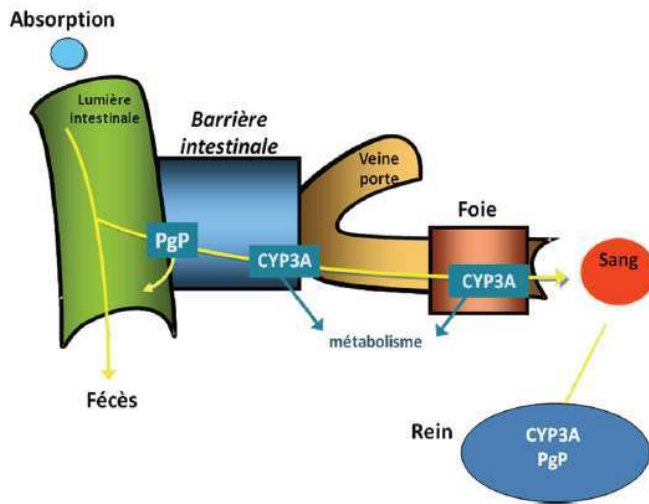 Absorption
Lumière
intestinale
Barrière
intestinale
Veine
porte
Foie
PgP
CYP3A
CYP3A
Sang
métabolisme
Fécès
Rein
CYP3A
PgP